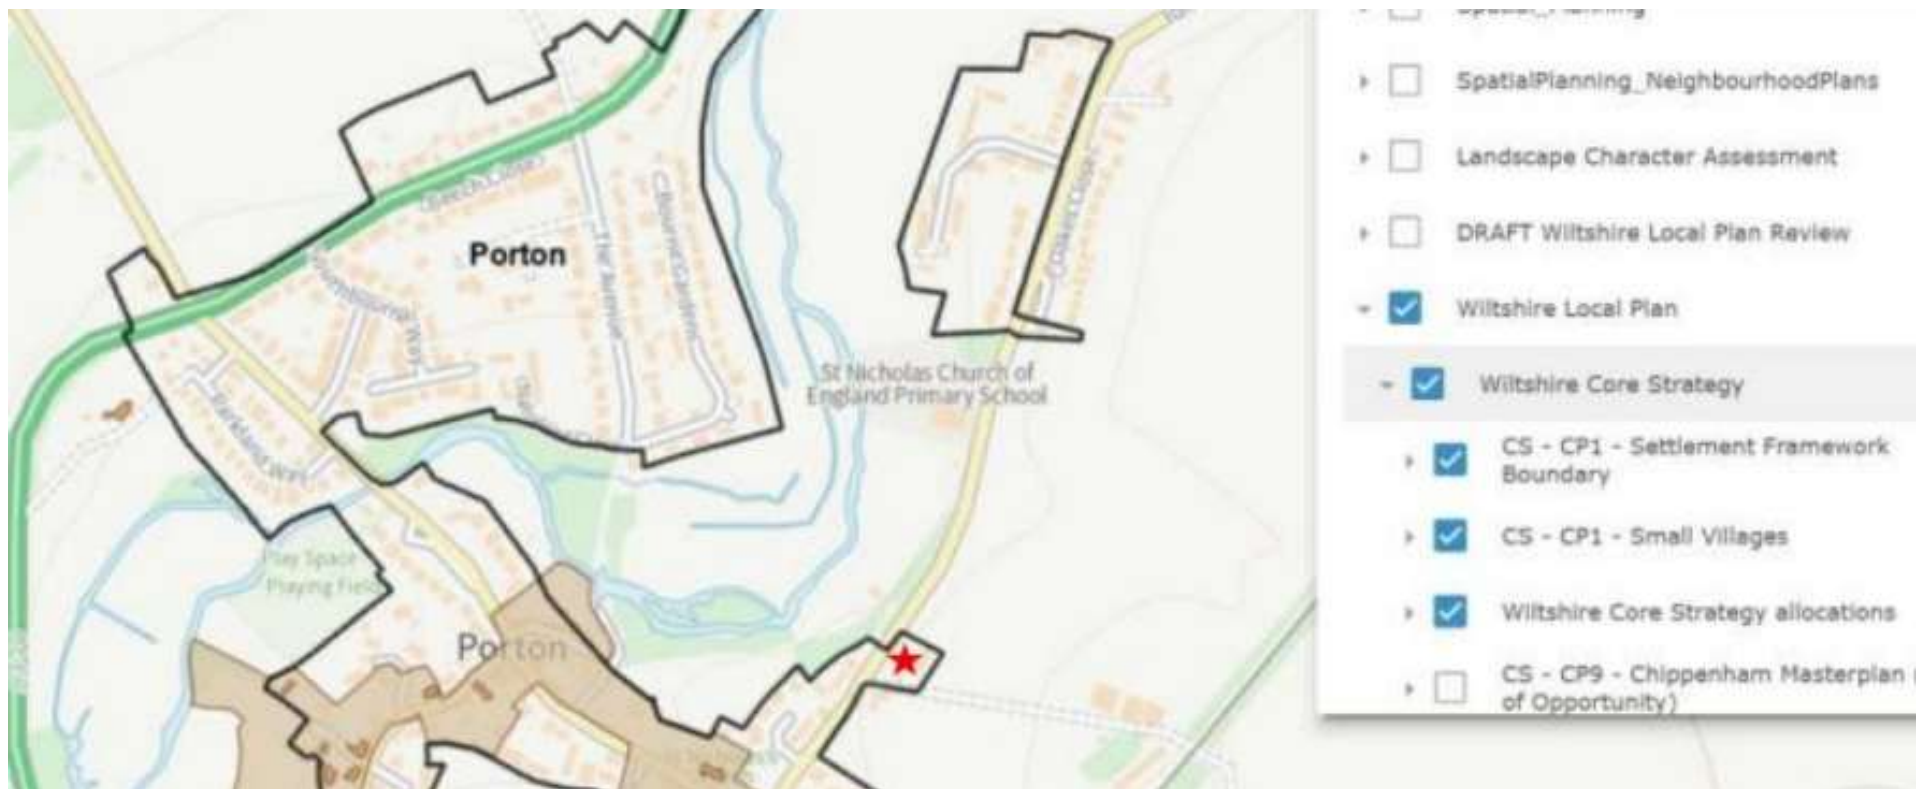 Porton
The Avenue
St Nicholas Church of
England Primary School
Play Space
Playing Field
Porton
SpatialPlanning_NeighbourhoodPlans
Landscape Character Assessment
DRAFT Wiltshire Local Plan Review
Wiltshire Local Plan
Wiltshire Core Strategy
CS - CP1 - Settlement Framework
Boundary
CS - CP1 - Small Villages
Wiltshire Core Strategy allocations
CS - CP9 - Chippenham Masterplan
of Opportunity)